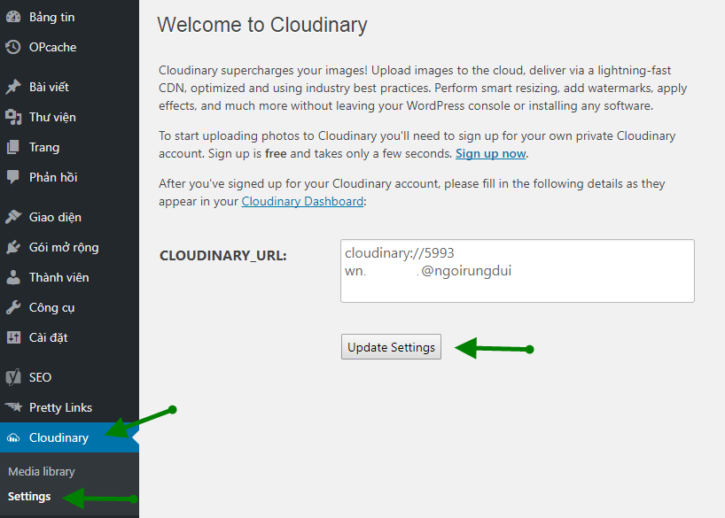 Bảng tin
OPcache
Bài viết
Thư viện
Trang
Phản hồi
Giao diện
Gói mở rộng
Thành viên
Công cụ
Cài đặt
SEO
Pretty Links
Cloudinary
Media library
Settings
Welcome to Cloudinary
Cloudinary supercharges your images! Upload images to the cloud, deliver via a lightning-fast
CDN, optimized and using industry best practices. Perform smart resizing, add watermarks, apply
effects, and much more without leaving your WordPress console or installing any software.
To start uploading photos to Cloudinary you'll need to sign up for your own private Cloudinary
account. Sign up is free and takes only a few seconds. Sign up now.
After you've signed up for your Cloudinary account, please fill in the following details as they
appear in your Cloudinary Dashboard:
CLOUDINARY_URL:
cloudinary://5993
wn. .@ngoirungdui
Update Settings